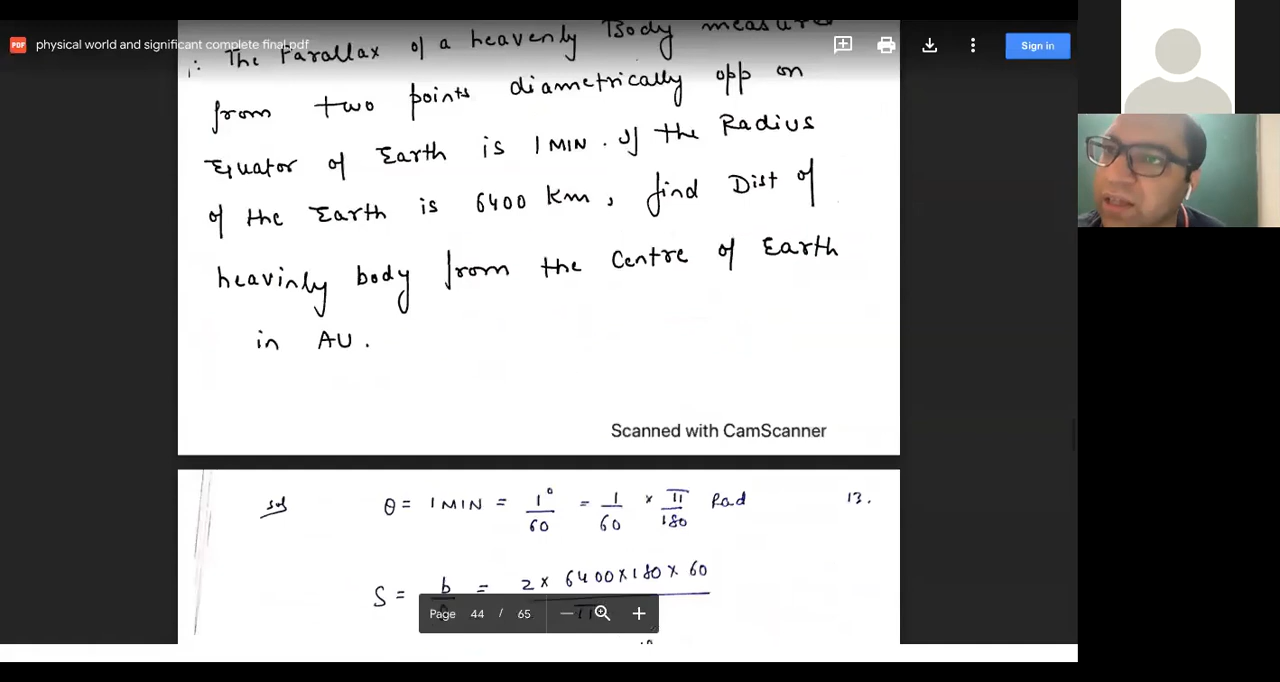 physical world and significant complete final.pdf
Sign in
∴ The Parallax of a heavenly Body
from two points diametrically opp on
Equator of Earth is 1 MIN. If the Radius
of the Earth is 6400 Km, find Dist of
heavinly body from the Centre of Earth
in AU.
Scanned with CamScanner
Sol θ = 1 MIN = 1°/60 = 1/60 × π/180 Rad 13.
S = b = 2 × 6400 × 180 × 60
Page 44 / 65